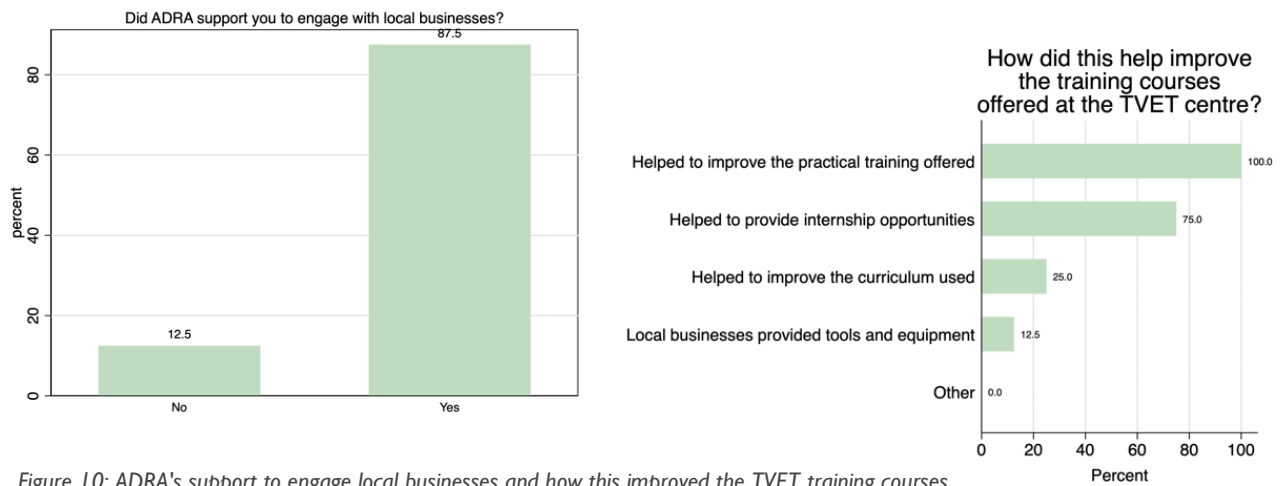 Did ADRA support you to engage with local businesses?
percent
80
60
40
20
0
12.5
87.5
No
Yes
How did this help improve
the training courses
offered at the TVET centre?
Helped to improve the practical training offered
100.0
Helped to provide internship opportunities
75.0
Helped to improve the curriculum used
25.0
Local businesses provided tools and equipment
12.5
Other
0.0
0 20 40 60 80 100
Percent
Figure 10: ADRA's support to engage local businesses and how this improved the TVET training courses